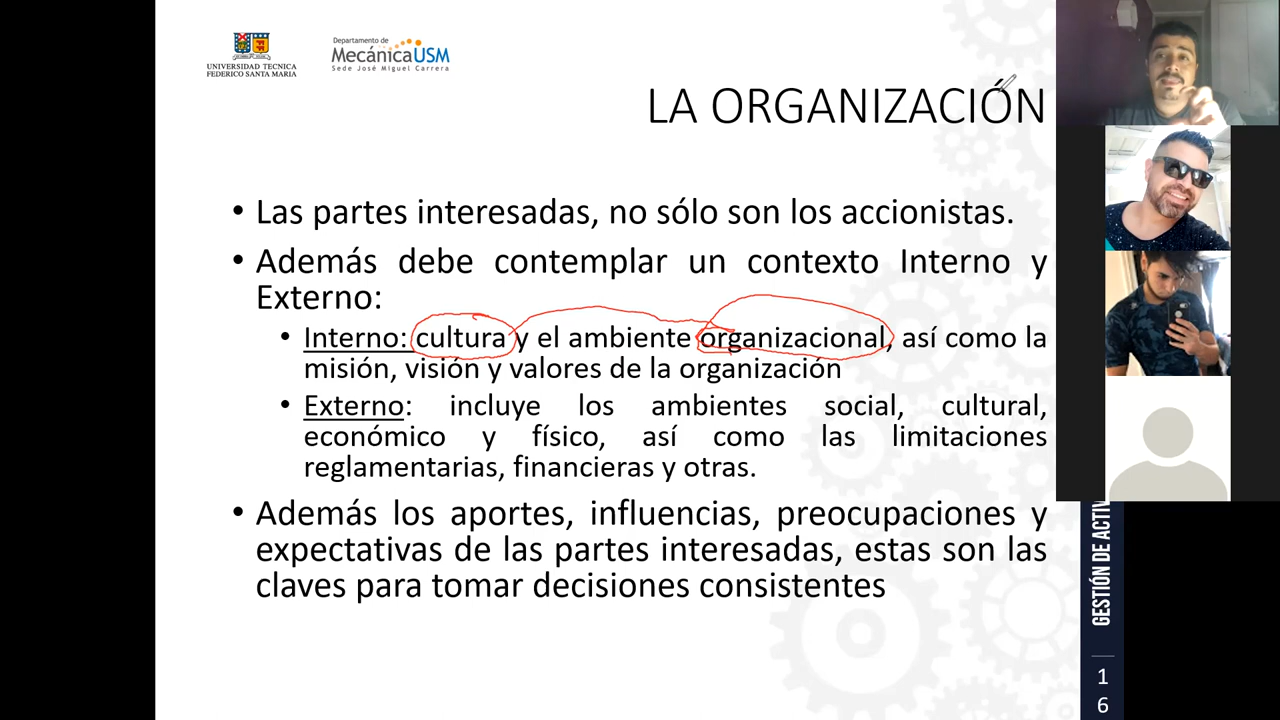 UNIVERSIDAD TECNICA
FEDERICO SANTA MARIA
Departamento de
MecánicaUSM
Sede José Miguel Carrera
LA ORGANIZACIÓN
• Las partes interesadas, no sólo son los accionistas.
• Además debe contemplar un contexto Interno y
Externo:
• Interno: cultura y el ambiente organizacional, así como la
misión, visión y valores de la organización
• Externo: incluye los ambientes social, cultural,
económico y físico, así como las limitaciones
reglamentarias, financieras y otras.
• Además los aportes, influencias, preocupaciones y
expectativas de las partes interesadas, estas son las
claves para tomar decisiones consistentes
GESTIÓN DE ACTIV
1
6